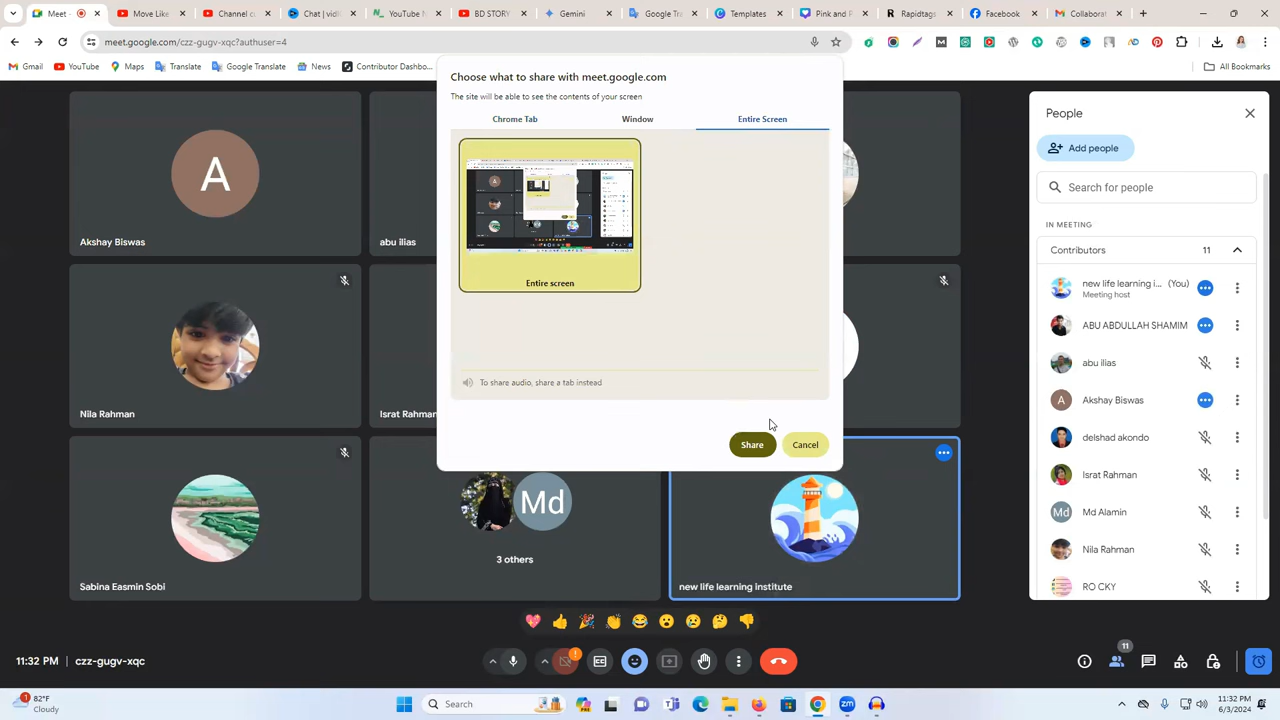 Meet
Move Like
Channel cu
Chat | vidi
YouTube N
BD STORY
Gemini
Google Tra
Templates
Pink and P
Rapidtags
Facebook
Collaborat
meet.google.com/czz-gugv-xqc?authuser=4
Gmail
YouTube
Maps
Translate
Google Translate
News
Contributor Dashbo...
All Bookmarks
Choose what to share with meet.google.com
The site will be able to see the contents of your screen
Chrome Tab
Window
Entire Screen
Entire screen
To share audio, share a tab instead
Share
Cancel
A
Akshay Biswas
abu ilias
Nila Rahman
Israt Rahman
Sabina Easmin Sobi
Md
3 others
new life learning institute
People
Add people
Search for people
IN MEETING
Contributors 11
new life learning i... (You)
Meeting host
ABU ABDULLAH SHAMIM
abu ilias
A Akshay Biswas
delshad akondo
Israt Rahman
Md Md Alamin
Nila Rahman
RO CKY
11:32 PM | czz-gugv-xqc
11
1
82°F
Cloudy
Search
zm
11:32 PM
6/3/2024